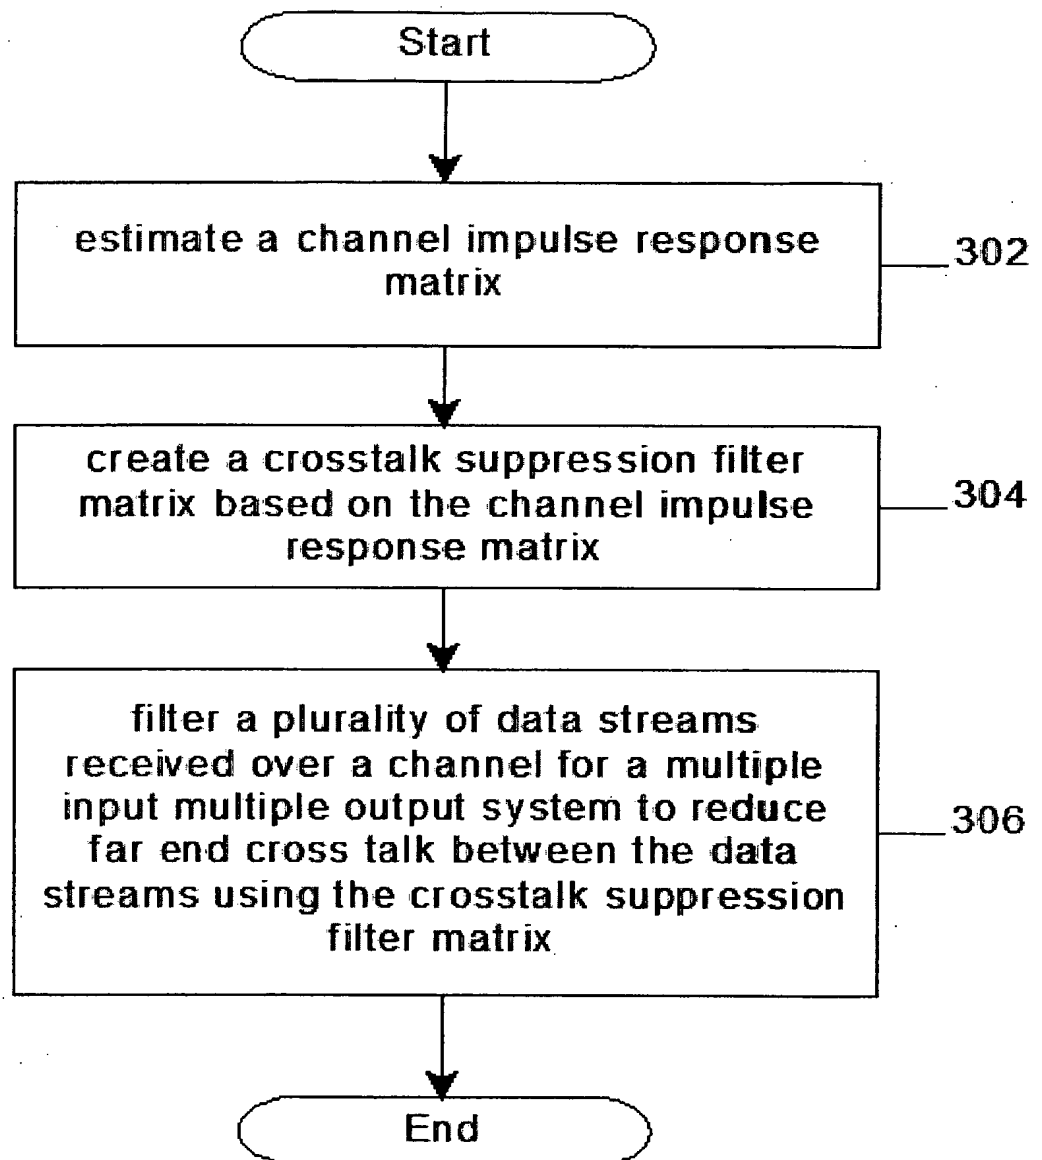 Start
estimate a channel impulse response
matrix
302
create a crosstalk suppression filter
matrix based on the channel impulse
response matrix
304
filter a plurality of data streams
received over a channel for a multiple
input multiple output system to reduce
far end cross talk between the data
streams using the crosstalk suppression
filter matrix
306
End